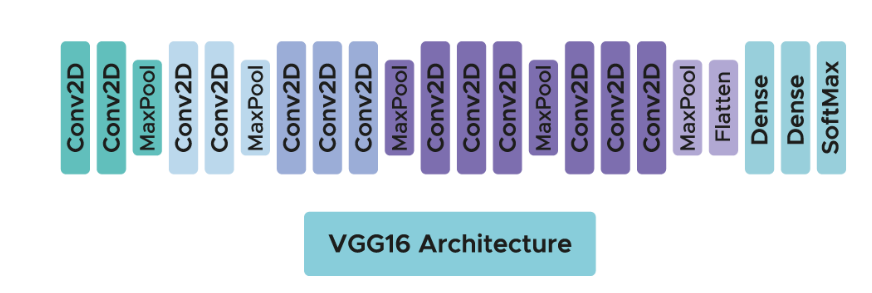 Conv2D
Conv2D
MaxPool
Conv2D
Conv2D
MaxPool
Conv2D
Conv2D
Conv2D
MaxPool
Conv2D
Conv2D
Conv2D
MaxPool
Conv2D
Conv2D
Conv2D
MaxPool
Flatten
Dense
Dense
SoftMax
VGG16 Architecture